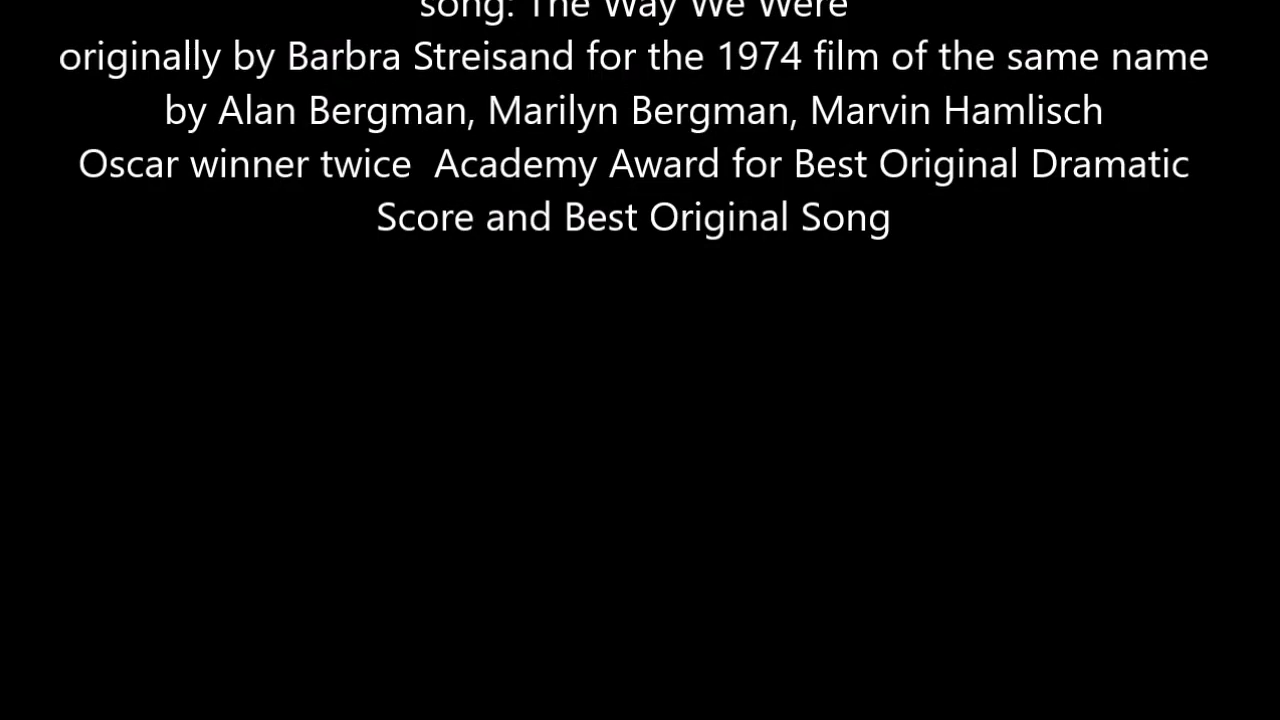 song: The Way We Were
originally by Barbra Streisand for the 1974 film of the same name
by Alan Bergman, Marilyn Bergman, Marvin Hamlisch
Oscar winner twice  Academy Award for Best Original Dramatic
Score and Best Original Song